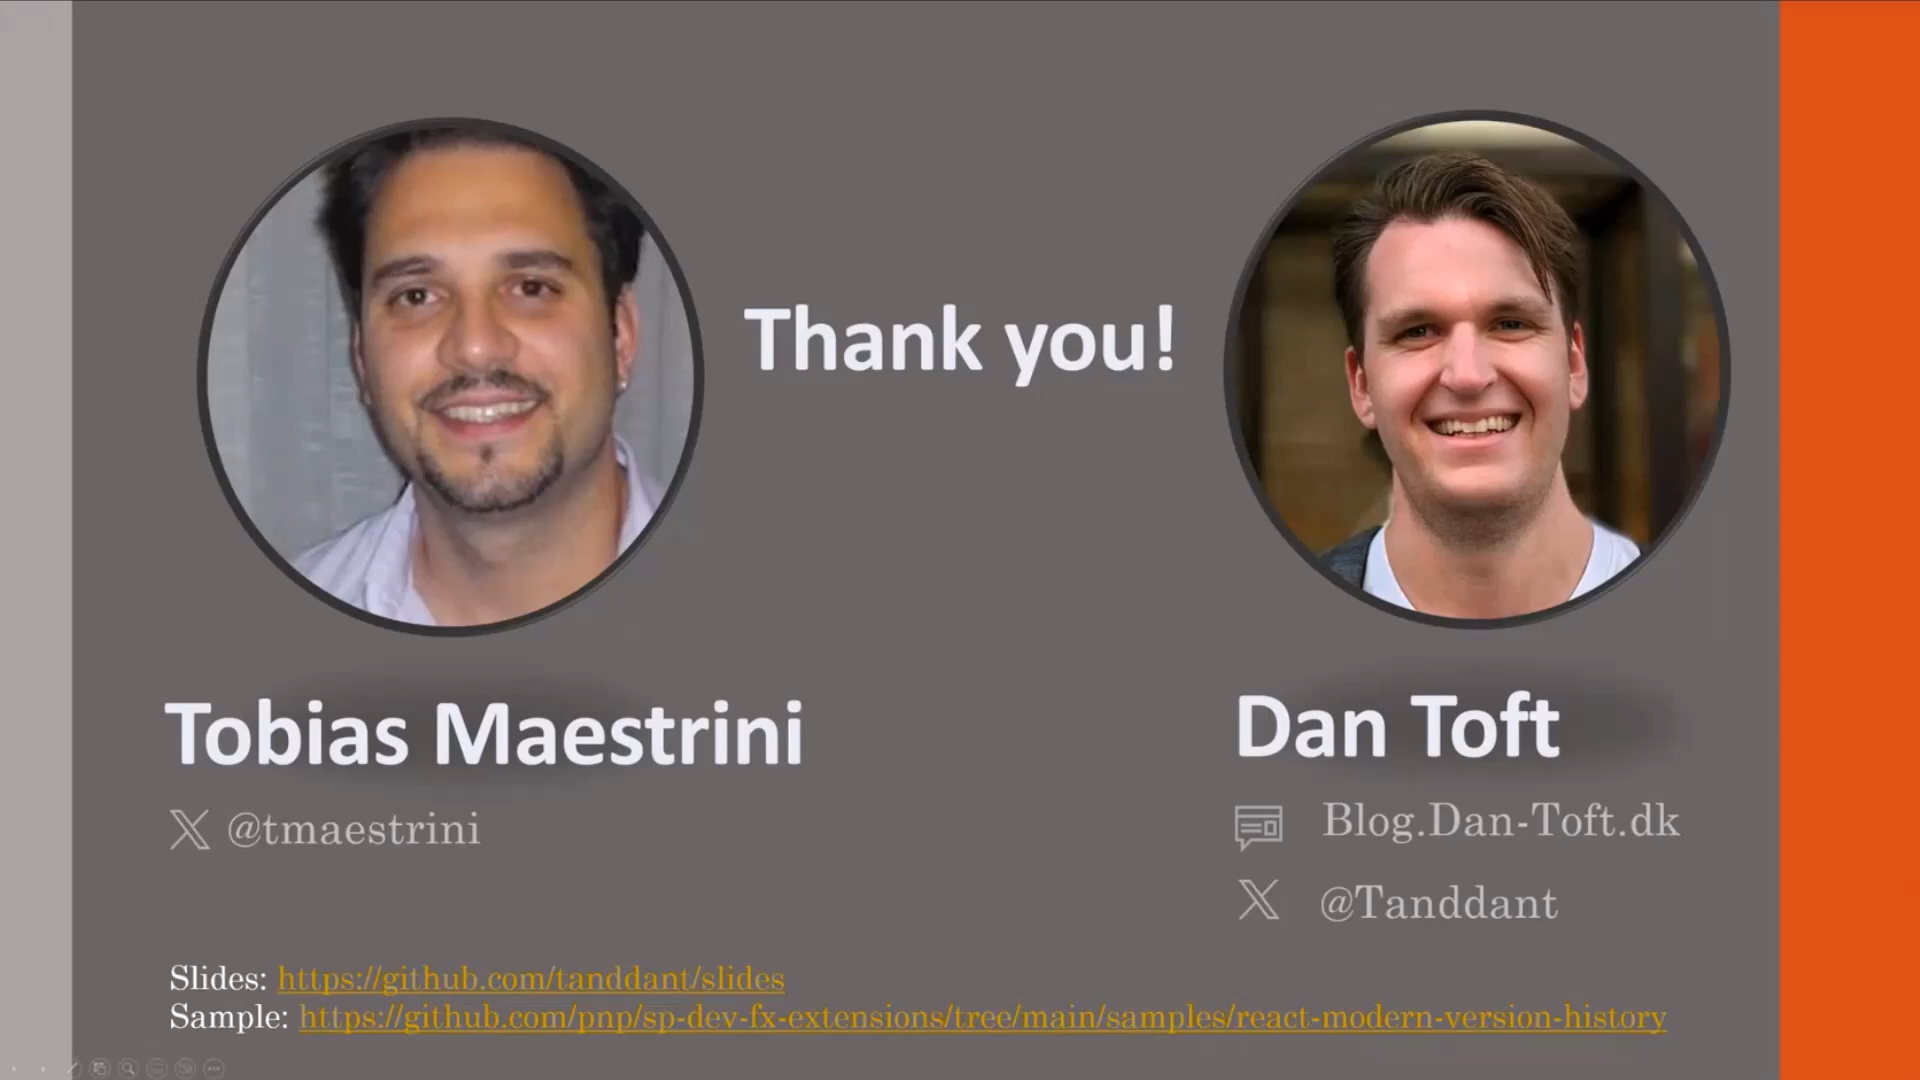 Thank you!
Tobias Maestrini
@tmaestrini
Dan Toft
Blog.Dan-Toft.dk
@Tanddant
Slides: https://github.com/tanddant/slides
Sample: https://github.com/pnp/sp-dev-fx-extensions/tree/main/samples/react-modern-version-history